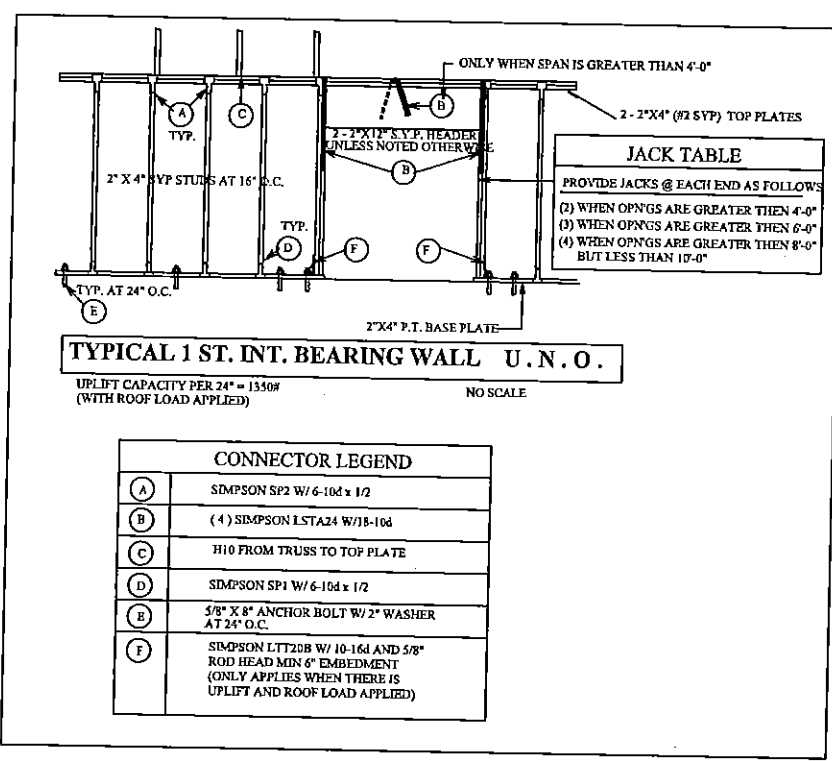 ONLY WHEN SPAN IS GREATER THAN 4'-0"
B
A
TYP.
C
2 - 2"X4" (#2 SYP) TOP PLATES
2 - 2"X12" S.Y.P. HEADER
UNLESS NOTED OTHERWISE
B
2" X 4" SYP STUDS AT 16" O.C.
JACK TABLE
PROVIDE JACKS @ EACH END AS FOLLOWS
(2) WHEN OPN'GS ARE GREATER THEN 4'-0"
(3) WHEN OPN'GS ARE GREATER THEN 6'-0"
(4) WHEN OPN'GS ARE GREATER THEN 8'-0"
BUT LESS THAN 10'-0"
TYP.
D
F
F
TYP. AT 24" O.C.
E
2"X4" P.T. BASE PLATE
TYPICAL 1 ST. INT. BEARING WALL U.N.O.
UPLIFT CAPACITY PER 24" = 1350#
(WITH ROOF LOAD APPLIED)
NO SCALE
CONNECTOR LEGEND
A SIMPSON SP2 W/ 6-10d x 1/2
B ( 4 ) SIMPSON LSTA24 W/18-10d
C H10 FROM TRUSS TO TOP PLATE
D SIMPSON SP1 W/ 6-10d x 1/2
E 5/8" X 8" ANCHOR BOLT W/ 2" WASHER
AT 24" O.C.
F SIMPSON LTT20B W/ 10-16d AND 5/8"
ROD HEAD MIN 6" EMBEDMENT
(ONLY APPLIES WHEN THERE IS
UPLIFT AND ROOF LOAD APPLIED)